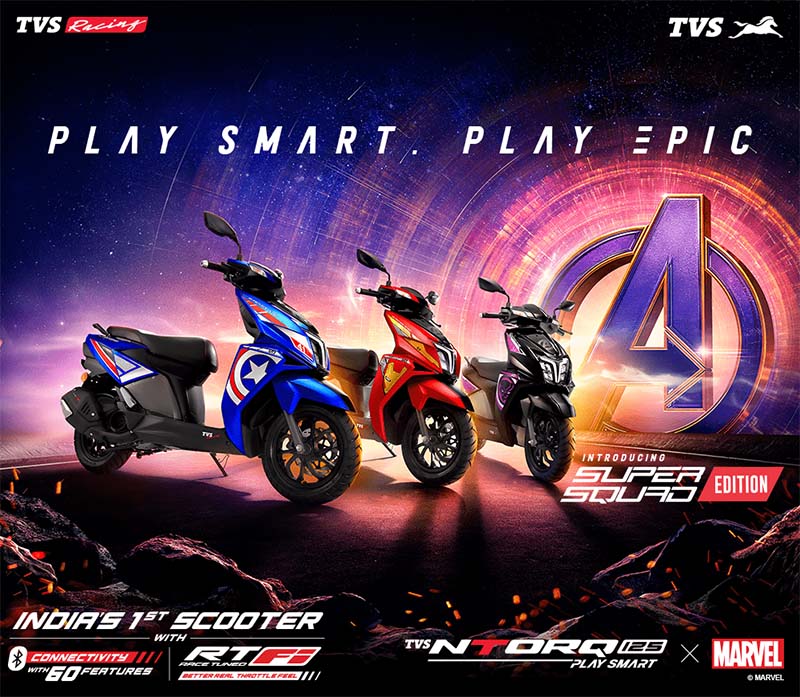 TVS Racing
TVS
PLAY SMART. PLAY EPIC
INTRODUCING
SUPER
SQUAD EDITION
INDIA'S 1ST SCOOTER
WITH
CONNECTIVITY
WITH 60 FEATURES
RT-Fi
RACE TUNED
BETTER REAL THROTTLE FEEL
TVS NTORQ 125
PLAY SMART
X
MARVEL
© MARVEL
TVS